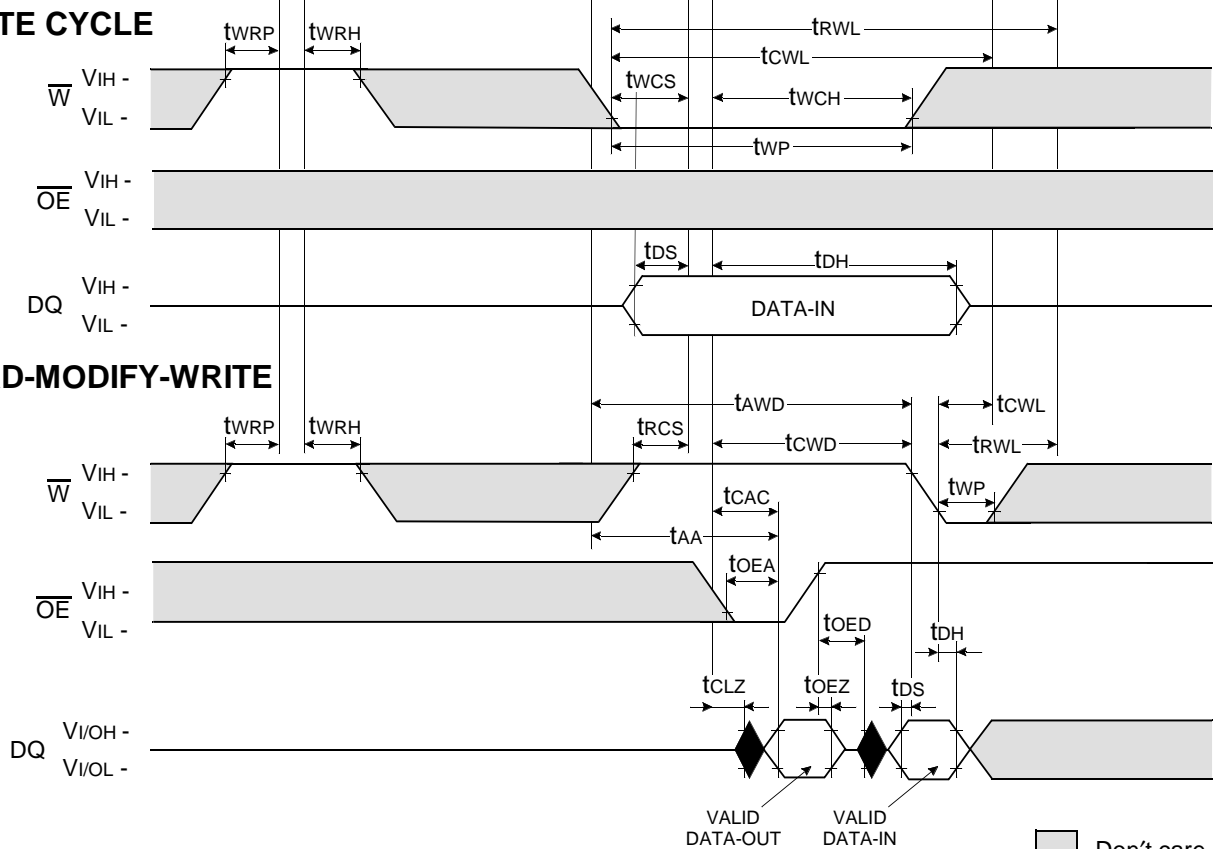 TE CYCLE
tWRP tWRH tRWL
tCWL
tWCS tWCH
W VIH -
VIL -
tWP
OE VIH -
VIL -
tDS tDH
DQ VIH -
VIL -
DATA-IN
D-MODIFY-WRITE
tAWD tCWL
tWRP tWRH tRCS tCWD tRWL
W VIH -
VIL -
tCAC tWP
tAA
tOEA
OE VIH -
VIL -
tOED tDH
tCLZ tOEZ tDS
DQ VI/OH -
VI/OL -
VALID DATA-OUT
VALID DATA-IN
Don't care